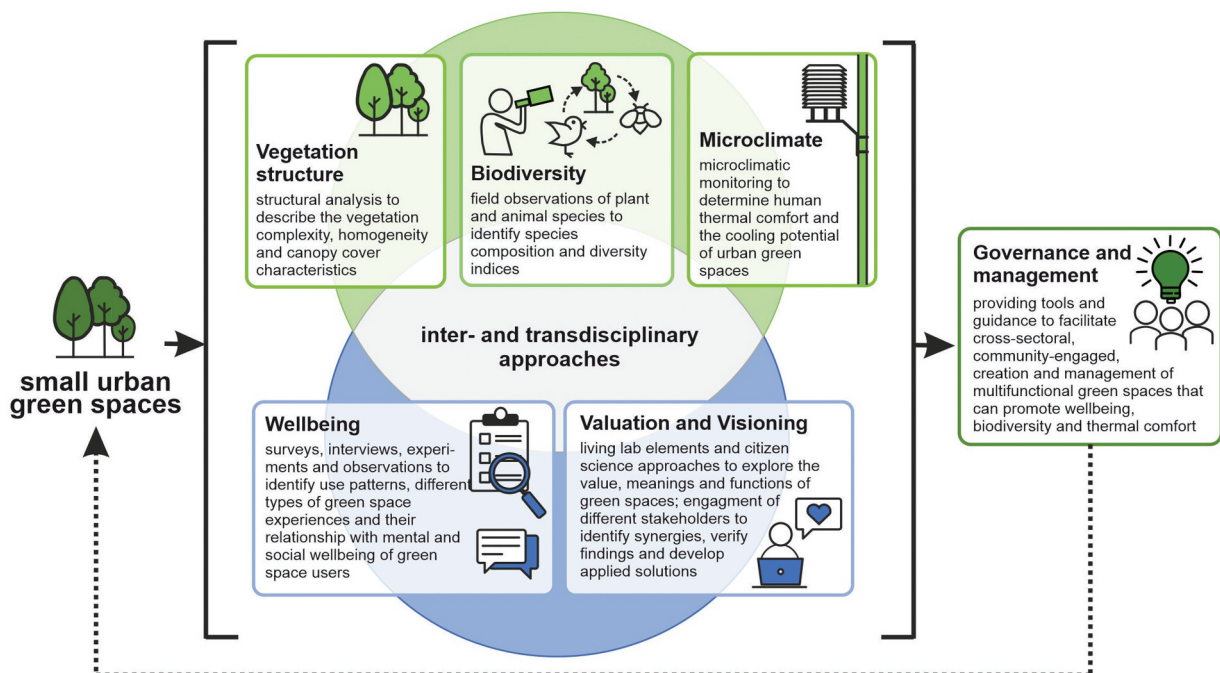 small urban
green spaces
Vegetation
structure
structural analysis to
describe the vegetation
complexity, homogeneity
and canopy cover
characteristics
Biodiversity
field observations of plant
and animal species to
identify species
composition and diversity
indices
Microclimate
microclimatic
monitoring to
determine human
thermal comfort and
the cooling potential
of urban green
spaces
inter- and transdisciplinary
approaches
Wellbeing
surveys, interviews, experi-
ments and observations to
identify use patterns, different
types of green space
experiences and their
relationship with mental and
social wellbeing of green
space users
Valuation and Visioning
living lab elements and citizen
science approaches to explore the
value, meanings and functions of
green spaces; engagment of
different stakeholders to
identify synergies, verify
findings and develop
applied solutions
Governance and
management
providing tools and
guidance to facilitate
cross-sectoral,
community-engaged,
creation and management of
multifunctional green spaces that
can promote wellbeing,
biodiversity and thermal comfort